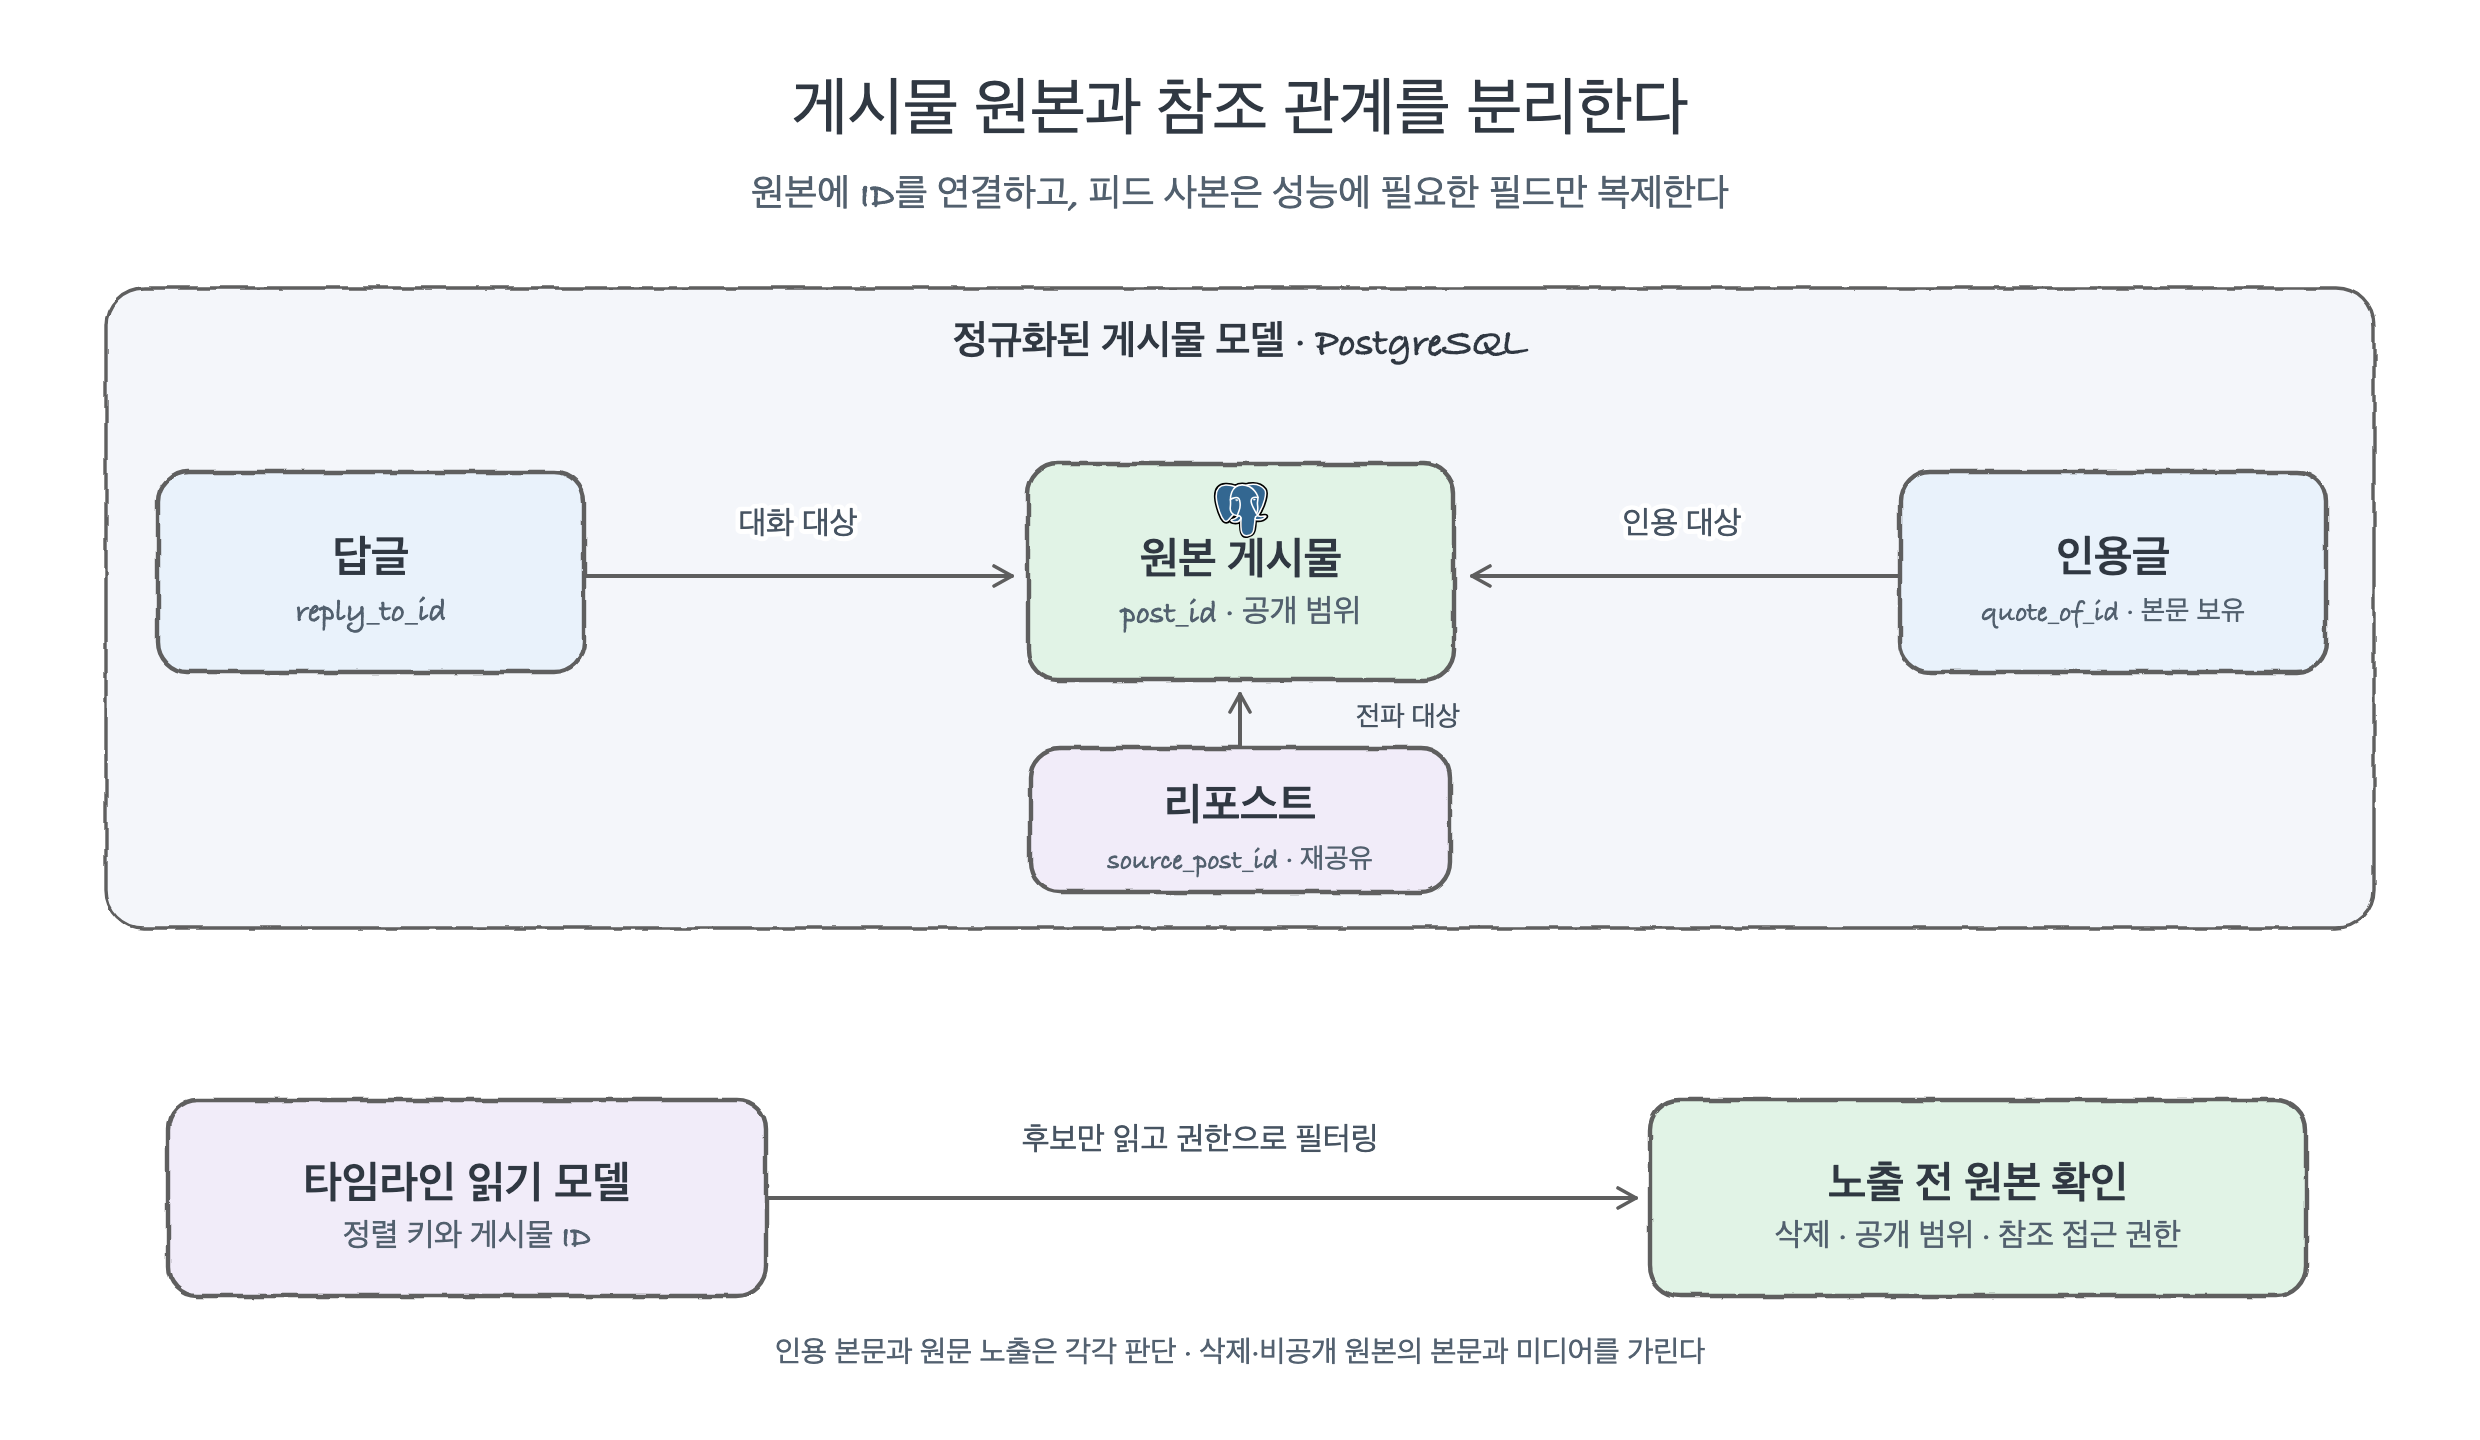 게시물 원본과 참조 관계를 분리한다
원본에 ID를 연결하고, 피드 사본은 성능에 필요한 필드만 복제한다
정규화된 게시물 모델 · PostgreSQL
답글
reply_to_id
대화 대상
원본 게시물
post_id · 공개 범위
인용 대상
인용글
quote_of_id · 본문 보유
전파 대상
리포스트
source_post_id · 재공유
타임라인 읽기 모델
정렬 키와 게시물 ID
후보만 읽고 권한으로 필터링
노출 전 원본 확인
삭제 · 공개 범위 · 참조 접근 권한
인용 본문과 원문 노출은 각각 판단 · 삭제·비공개 원본의 본문과 미디어를 가린다